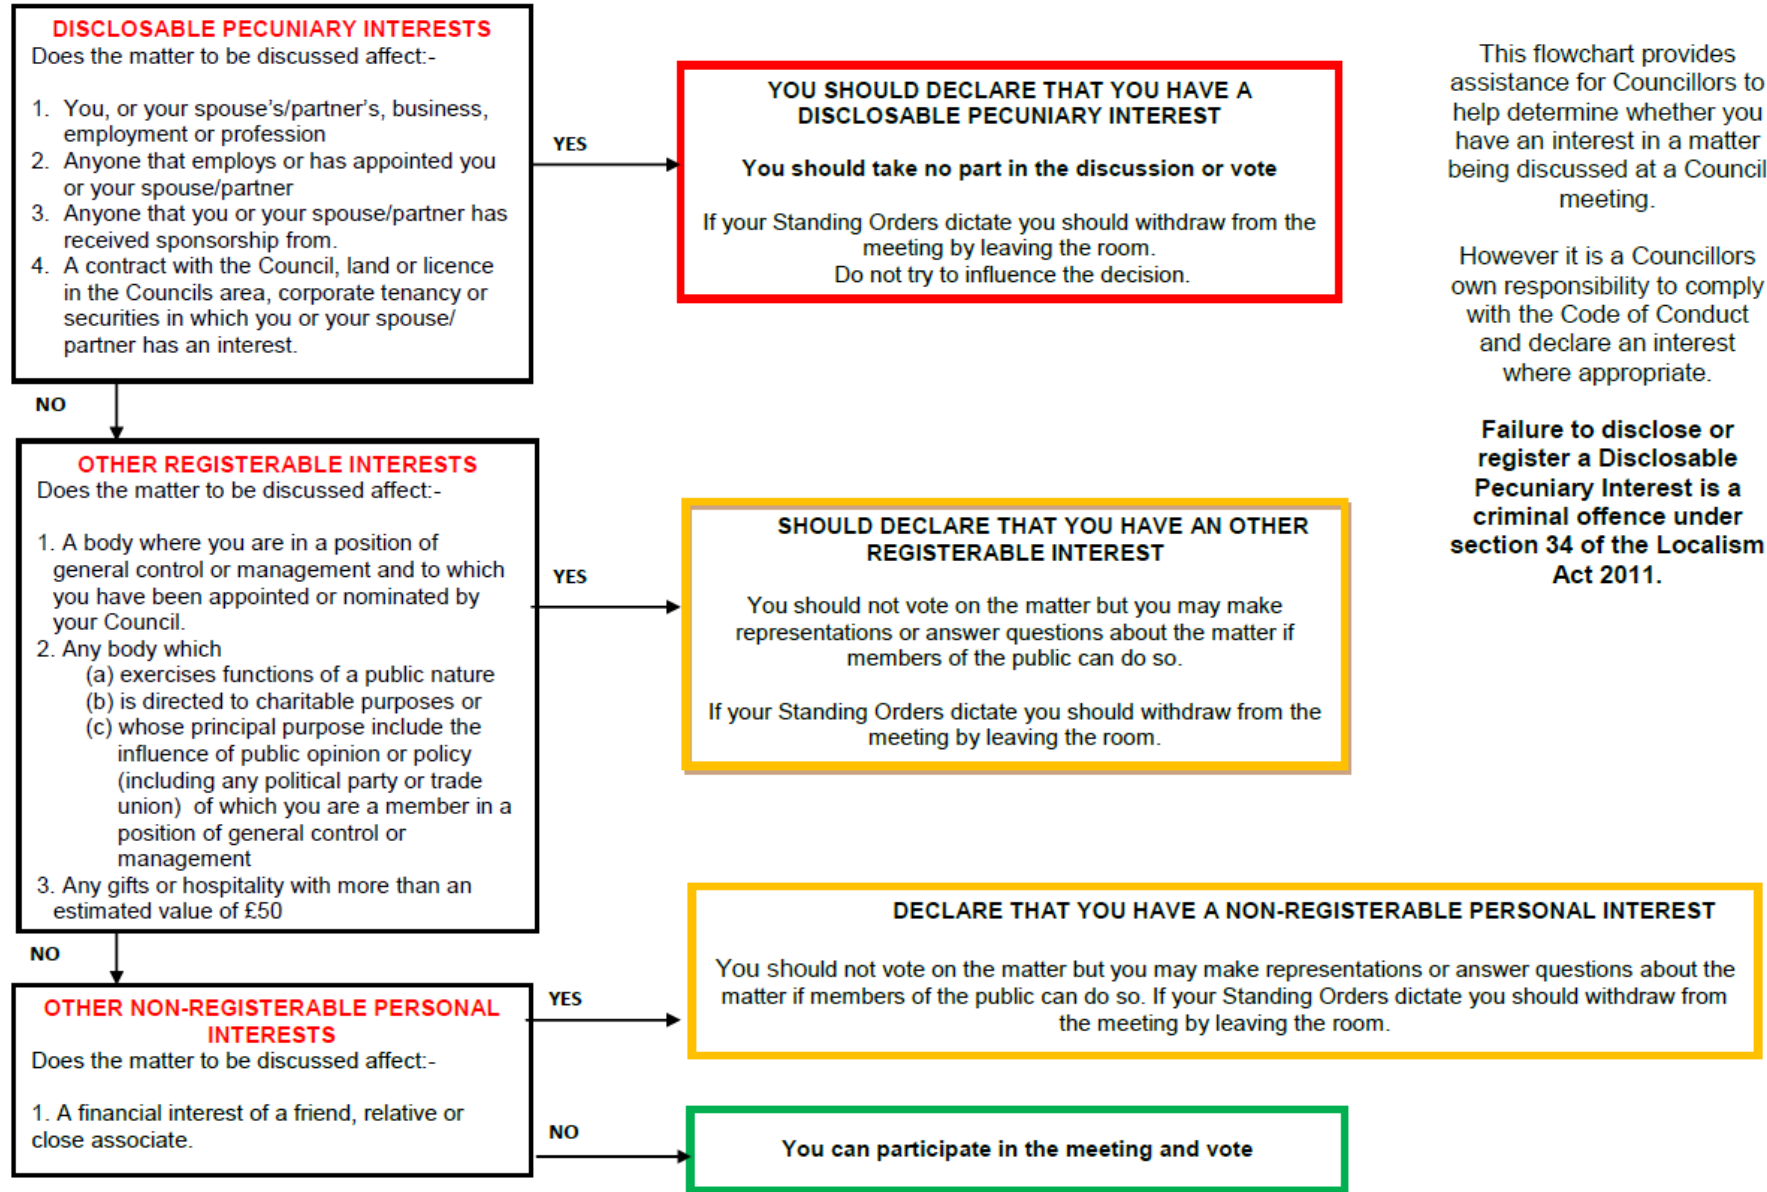 DISCLOSABLE PECUNIARY INTERESTS
Does the matter to be discussed affect:-
1. You, or your spouse's/partner's, business,
employment or profession
2. Anyone that employs or has appointed you
or your spouse/partner
3. Anyone that you or your spouse/partner has
received sponsorship from.
4. A contract with the Council, land or licence
in the Councils area, corporate tenancy or
securities in which you or your spouse/
partner has an interest.
YES
YOU SHOULD DECLARE THAT YOU HAVE A
DISCLOSABLE PECUNIARY INTEREST
You should take no part in the discussion or vote
If your Standing Orders dictate you should withdraw from the
meeting by leaving the room.
Do not try to influence the decision.
This flowchart provides
assistance for Councillors to
help determine whether you
have an interest in a matter
being discussed at a Council
meeting.
However it is a Councillors
own responsibility to comply
with the Code of Conduct
and declare an interest
where appropriate.
Failure to disclose or
register a Disclosable
Pecuniary Interest is a
criminal offence under
section 34 of the Localism
Act 2011.
NO
OTHER REGISTERABLE INTERESTS
Does the matter to be discussed affect:-
1. A body where you are in a position of
general control or management and to which
you have been appointed or nominated by
your Council.
2. Any body which
(a) exercises functions of a public nature
(b) is directed to charitable purposes or
(c) whose principal purpose include the
influence of public opinion or policy
(including any political party or trade
union) of which you are a member in a
position of general control or
management
3. Any gifts or hospitality with more than an
estimated value of £50
YES
SHOULD DECLARE THAT YOU HAVE AN OTHER
REGISTERABLE INTEREST
You should not vote on the matter but you may make
representations or answer questions about the matter if
members of the public can do so.
If your Standing Orders dictate you should withdraw from the
meeting by leaving the room.
NO
OTHER NON-REGISTERABLE PERSONAL
INTERESTS
Does the matter to be discussed affect:-
1. A financial interest of a friend, relative or
close associate.
YES
DECLARE THAT YOU HAVE A NON-REGISTERABLE PERSONAL INTEREST
You should not vote on the matter but you may make representations or answer questions about the
matter if members of the public can do so. If your Standing Orders dictate you should withdraw from
the meeting by leaving the room.
NO
You can participate in the meeting and vote